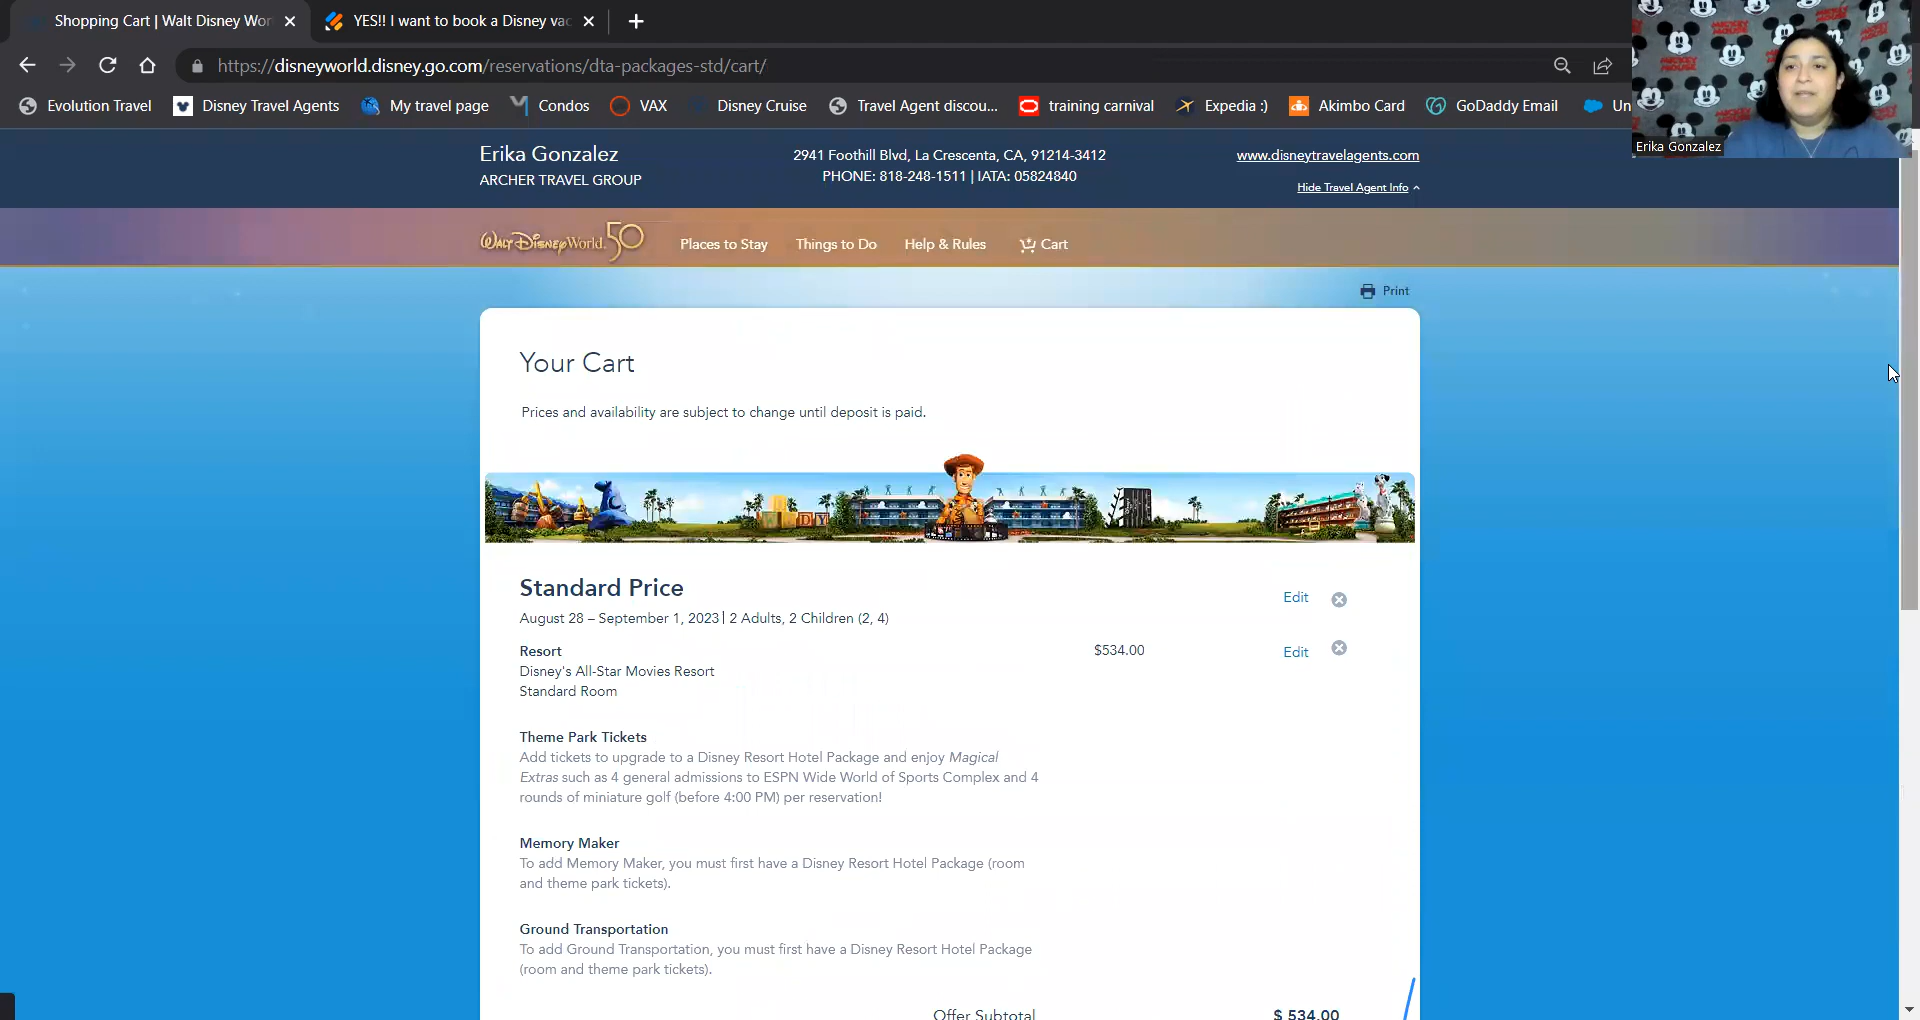 Shopping Cart | Walt Disney Wor
YES!! I want to book a Disney vac
https://disneyworld.disney.go.com/reservations/dta-packages-std/cart/
Evolution Travel
Disney Travel Agents
My travel page
Condos
VAX
Disney Cruise
Travel Agent discou...
training carnival
Expedia :)
Akimbo Card
GoDaddy Email
Un
Erika Gonzalez
Erika Gonzalez
ARCHER TRAVEL GROUP
2941 Foothill Blvd, La Crescenta, CA, 91214-3412
PHONE: 818-248-1511 | IATA: 05824840
www.disneytravelagents.com
Hide Travel Agent Info
Walt Disney World. 50
Places to Stay
Things to Do
Help & Rules
Cart
Print
Your Cart
Prices and availability are subject to change until deposit is paid.
Standard Price
Edit
August 28 – September 1, 2023 | 2 Adults, 2 Children (2, 4)
Resort
$534.00
Edit
Disney's All-Star Movies Resort
Standard Room
Theme Park Tickets
Add tickets to upgrade to a Disney Resort Hotel Package and enjoy Magical
Extras such as 4 general admissions to ESPN Wide World of Sports Complex and 4
rounds of miniature golf (before 4:00 PM) per reservation!
Memory Maker
To add Memory Maker, you must first have a Disney Resort Hotel Package (room
and theme park tickets).
Ground Transportation
To add Ground Transportation, you must first have a Disney Resort Hotel Package
(room and theme park tickets).
Offer Subtotal
$ 534.00